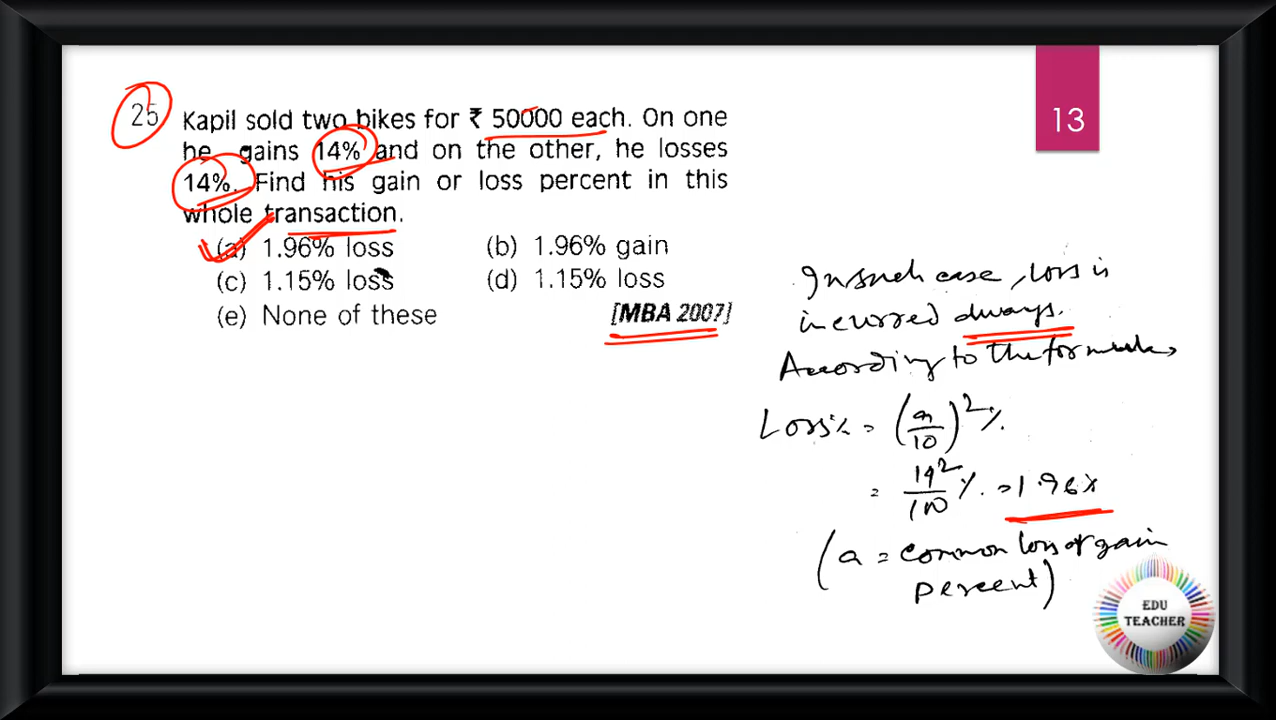 13
25
Kapil sold two bikes for ₹ 50000 each. On one
he gains 14% and on the other, he losses
14%. Find his gain or loss percent in this
whole transaction.
(a) 1.96% loss (b) 1.96% gain
(c) 1.15% loss (d) 1.15% loss
(e) None of these [MBA 2007]
In such case, loss is
incurred always.
According to the formula,
Loss% = (a/10)²%
= 14²/100 % = 1.96%
(a = common loss or gain
percent)
EDU
TEACHER